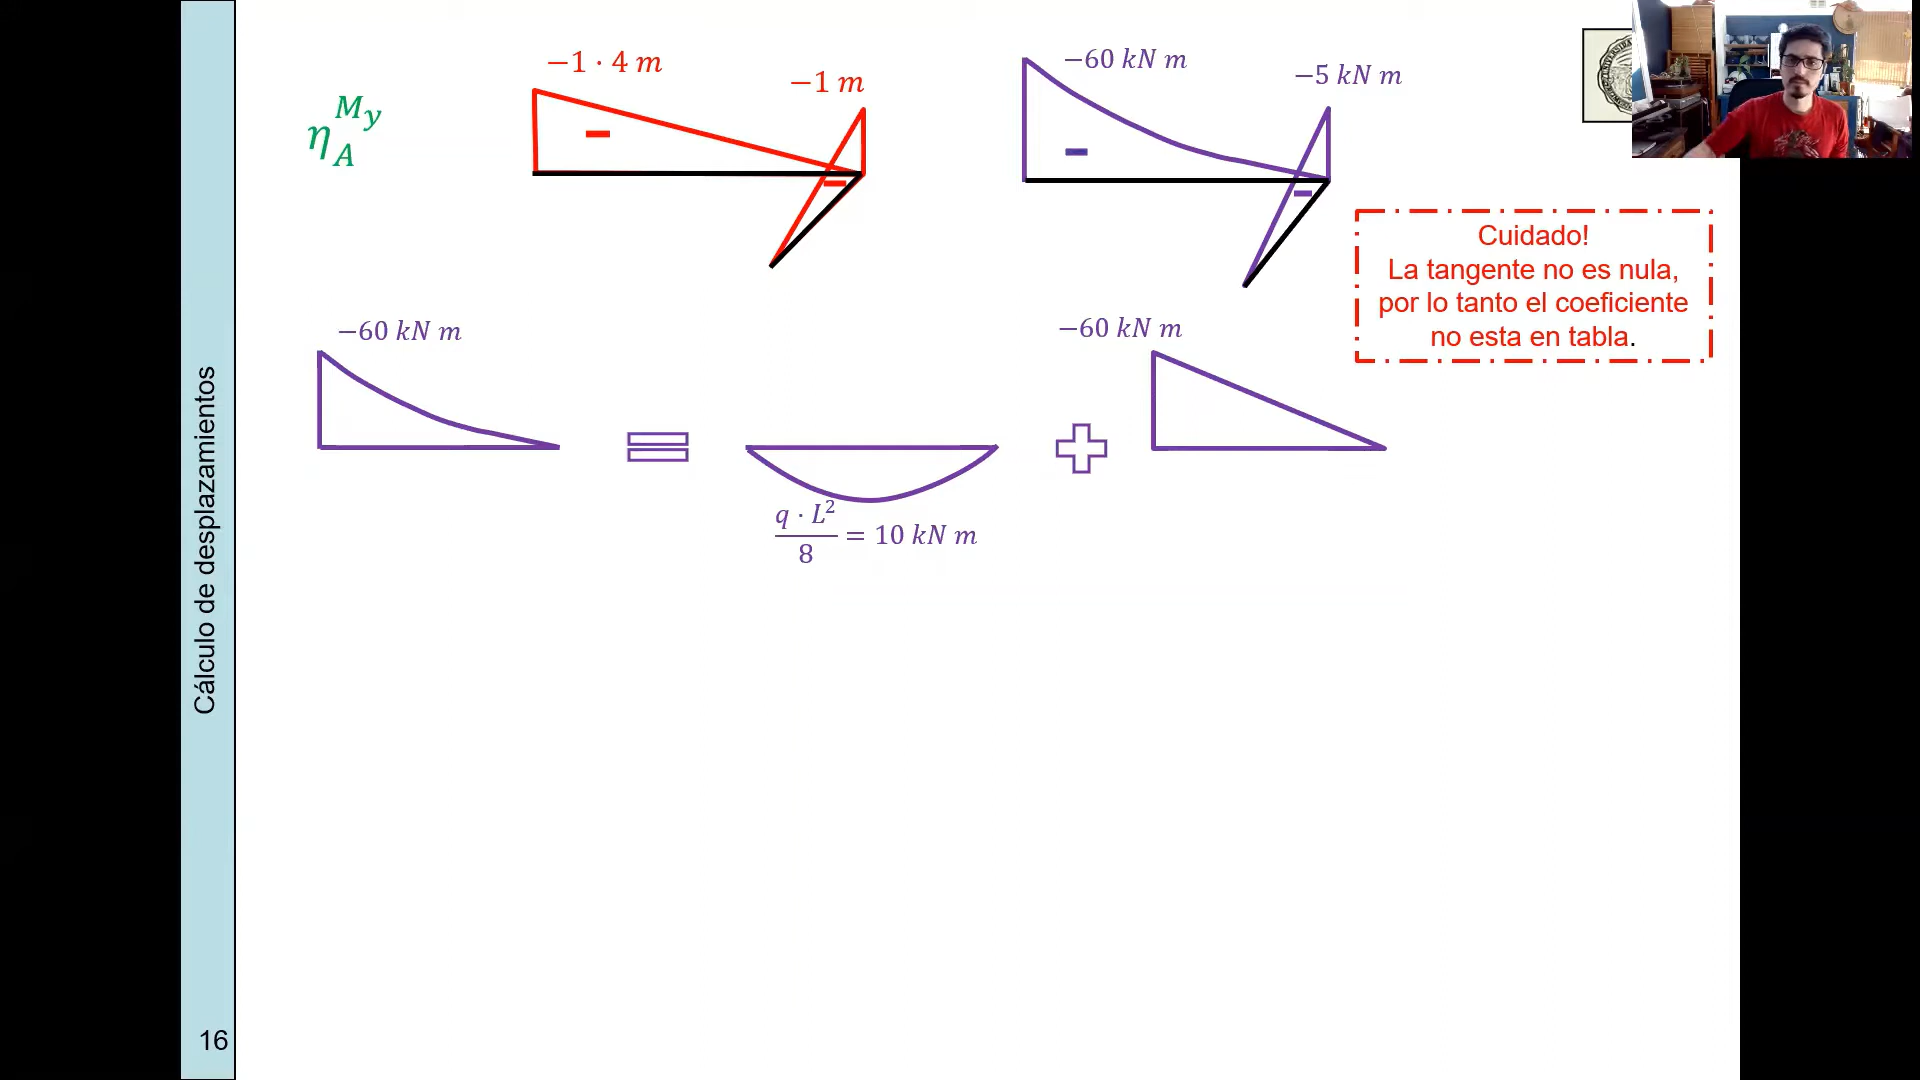 −1 · 4 m
−1 m
−60 kN m
−5 kN m
η_A^{My}
Cuidado!
La tangente no es nula,
por lo tanto el coeficiente
no esta en tabla.
−60 kN m
−60 kN m
q · L² / 8 = 10 kN m
Cálculo de desplazamientos
16